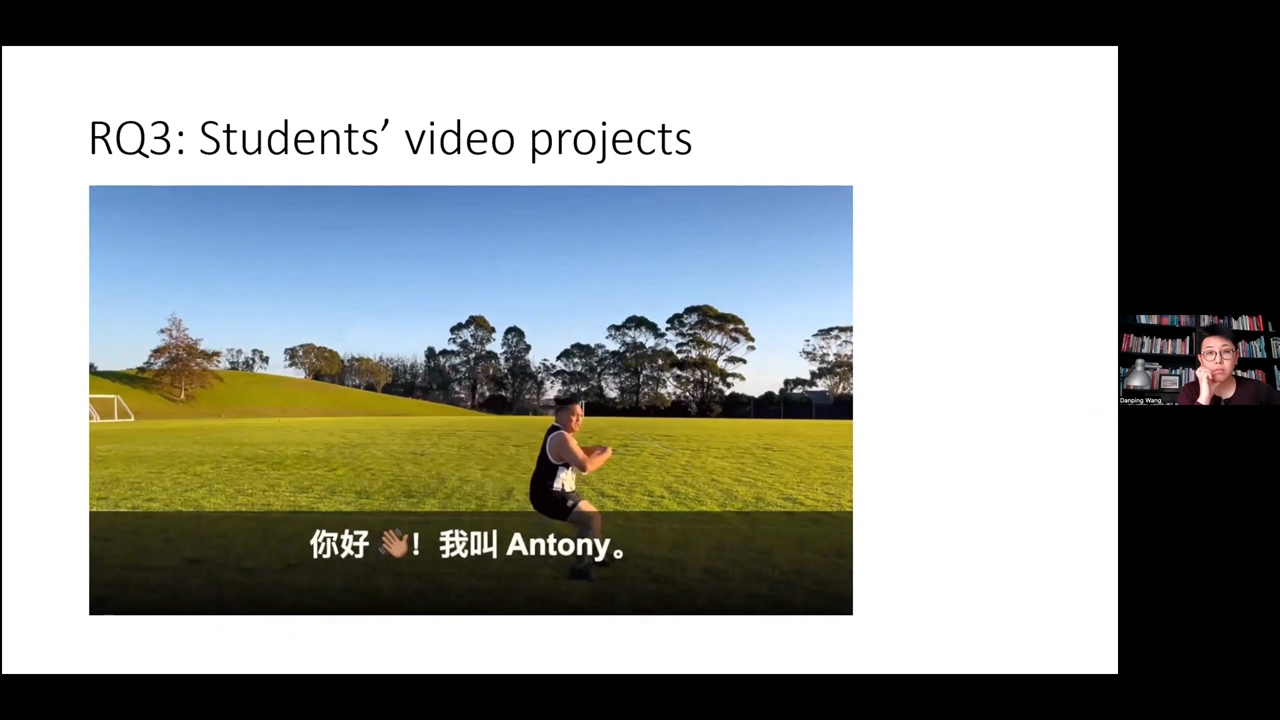 RQ3: Students’ video projects
你好 👋🏽！我叫 Antony。
Danping Wang